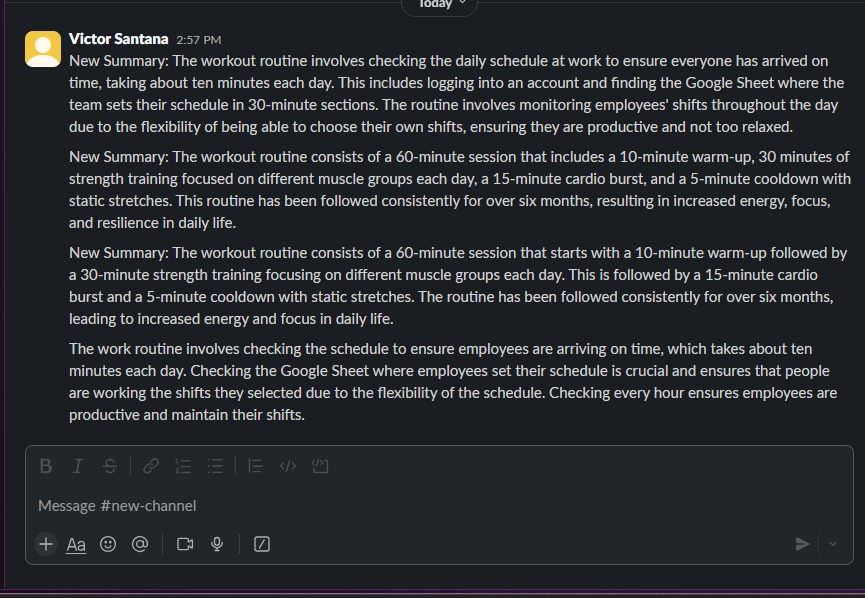 Today
Victor Santana 2:57 PM
New Summary: The workout routine involves checking the daily schedule at work to ensure everyone has arrived on
time, taking about ten minutes each day. This includes logging into an account and finding the Google Sheet where the
team sets their schedule in 30-minute sections. The routine involves monitoring employees' shifts throughout the day
due to the flexibility of being able to choose their own shifts, ensuring they are productive and not too relaxed.
New Summary: The workout routine consists of a 60-minute session that includes a 10-minute warm-up, 30 minutes of
strength training focused on different muscle groups each day, a 15-minute cardio burst, and a 5-minute cooldown with
static stretches. This routine has been followed consistently for over six months, resulting in increased energy, focus,
and resilience in daily life.
New Summary: The workout routine consists of a 60-minute session that starts with a 10-minute warm-up followed by
a 30-minute strength training focusing on different muscle groups each day. This is followed by a 15-minute cardio
burst and a 5-minute cooldown with static stretches. The routine has been followed consistently for over six months,
leading to increased energy and focus in daily life.
The work routine involves checking the schedule to ensure employees are arriving on time, which takes about ten
minutes each day. Checking the Google Sheet where employees set their schedule is crucial and ensures that people
are working the shifts they selected due to the flexibility of the schedule. Checking every hour ensures employees are
productive and maintain their shifts.
B I S
Message #new-channel
Aa